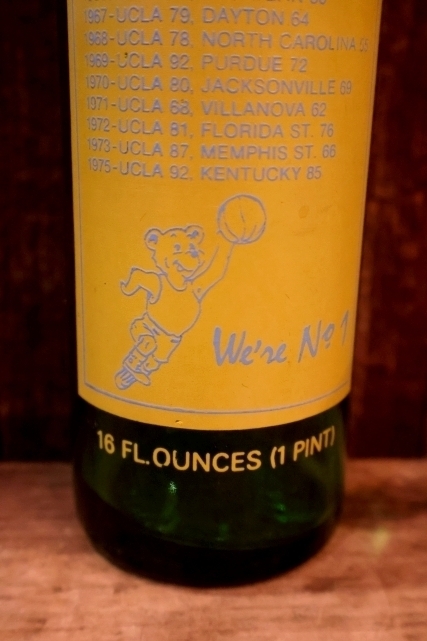 1967-UCLA 79, DAYTON 64
1968-UCLA 78, NORTH CAROLINA 55
1969-UCLA 92, PURDUE 72
1970-UCLA 80, JACKSONVILLE 69
1971-UCLA 68, VILLANOVA 62
1972-UCLA 81, FLORIDA ST. 76
1973-UCLA 87, MEMPHIS ST. 66
1975-UCLA 92, KENTUCKY 85
We're Nº 1
16 FL. OUNCES (1 PINT)